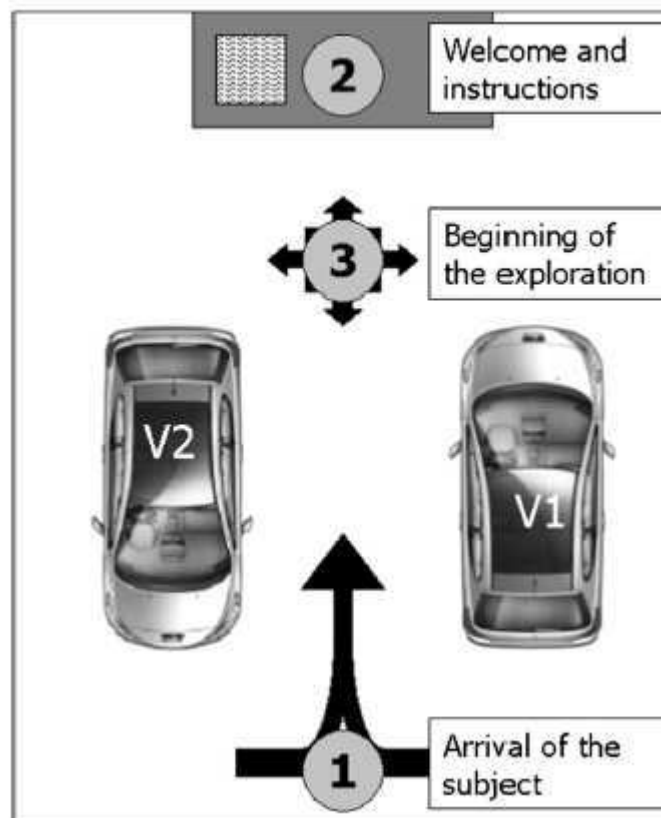 2
Welcome and
instructions
3
Beginning of
the exploration
V2
V1
1
Arrival of the
subject